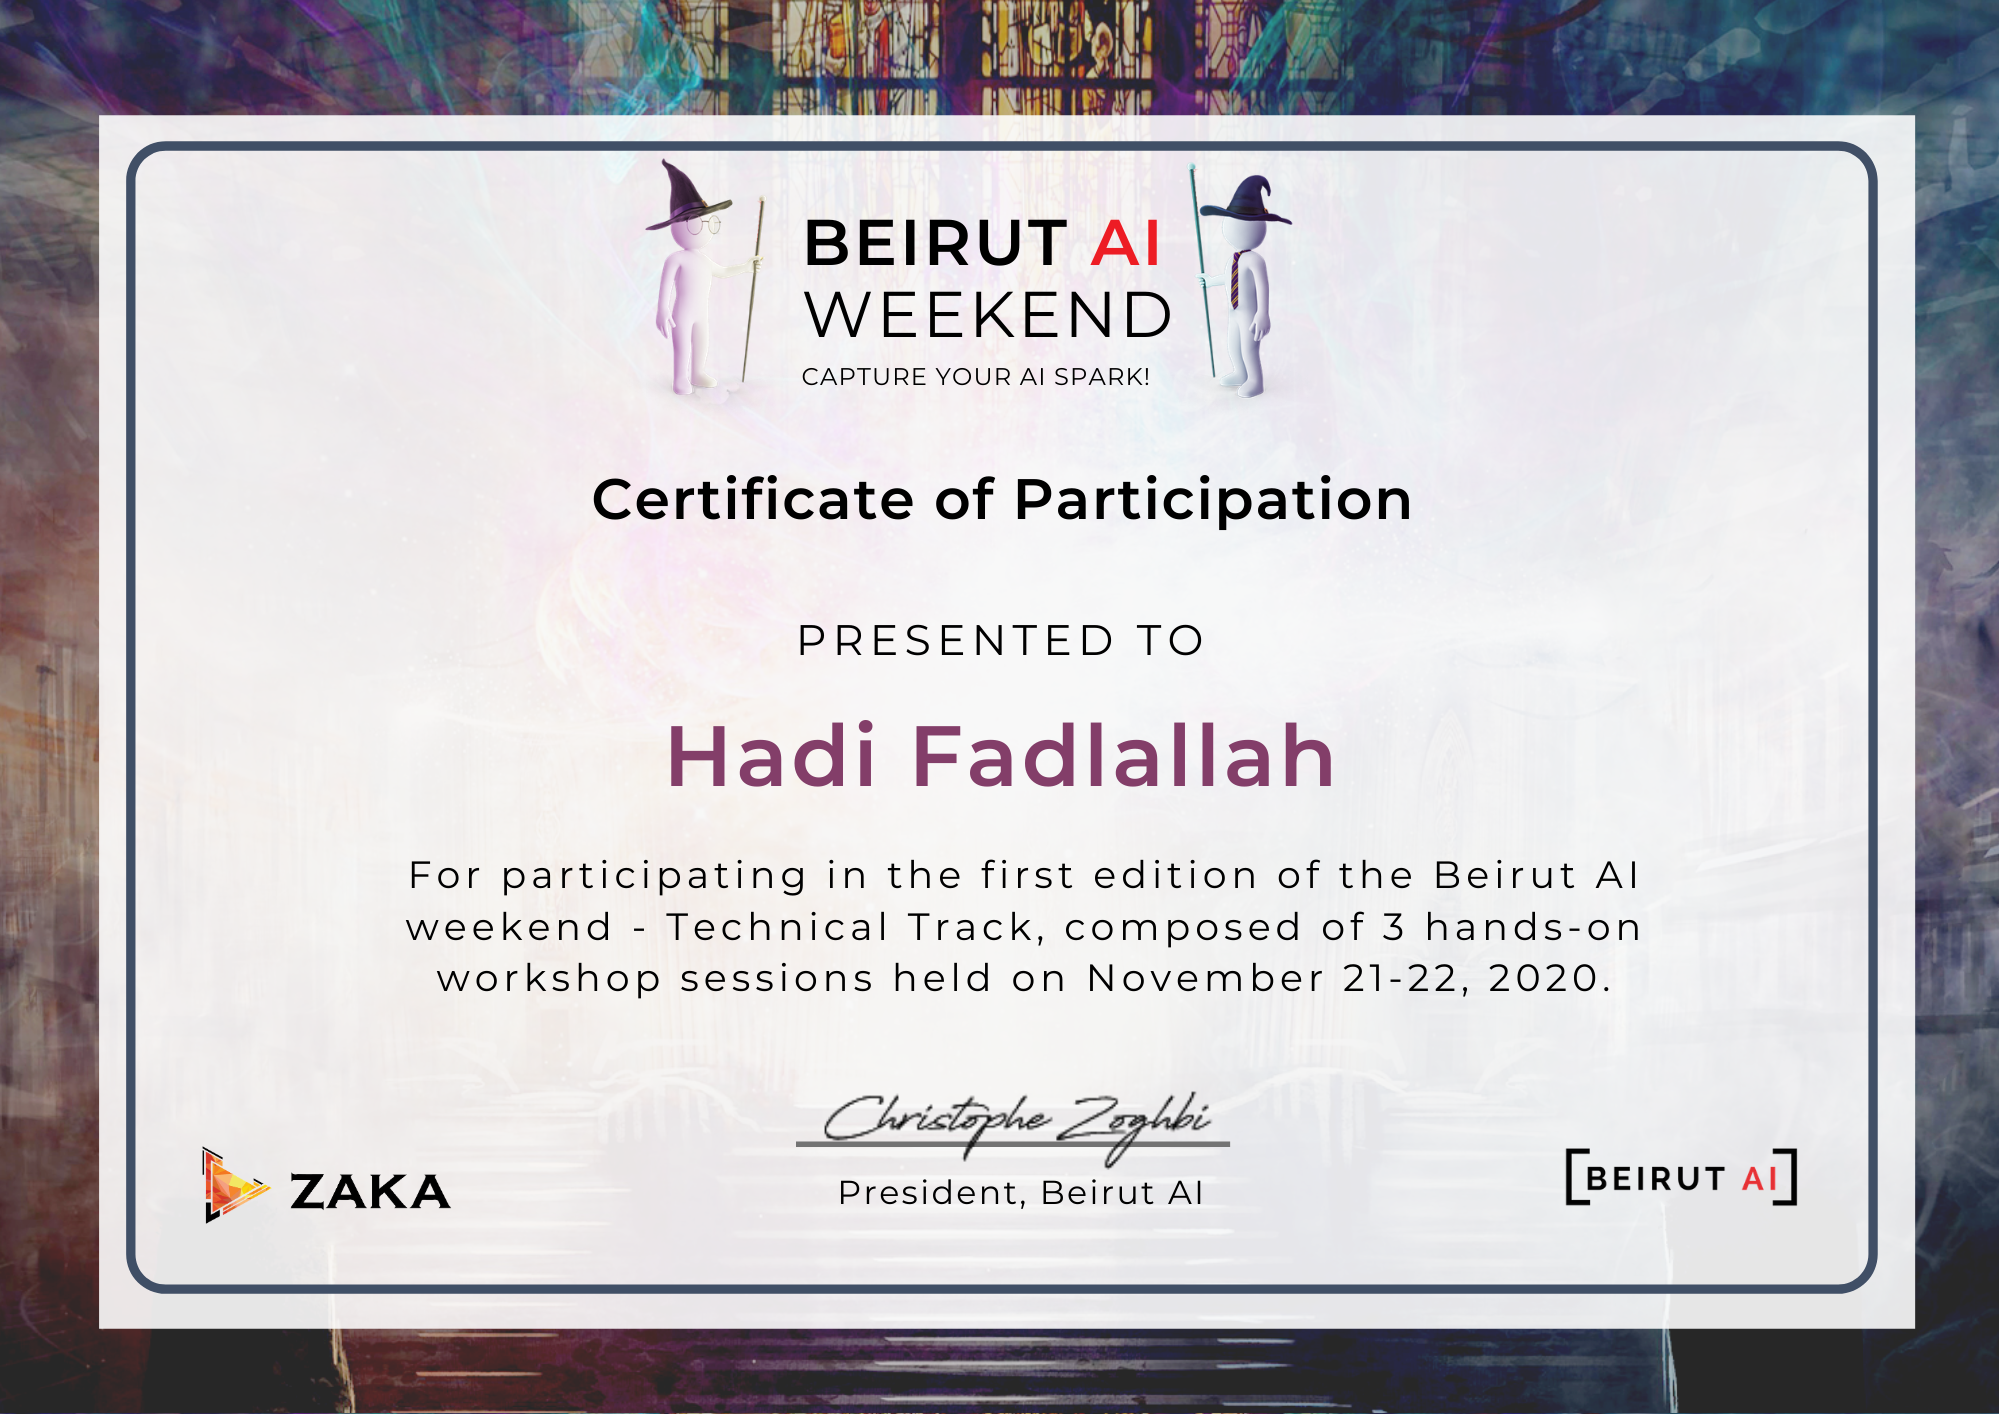 BEIRUT AI
WEEKEND
CAPTURE YOUR AI SPARK!
Certificate of Participation
PRESENTED TO
Hadi Fadlallah
For participating in the first edition of the Beirut AI
weekend - Technical Track, composed of 3 hands-on
workshop sessions held on November 21-22, 2020.
Christophe Zoghbi
President, Beirut AI
ZAKA
[BEIRUT AI]